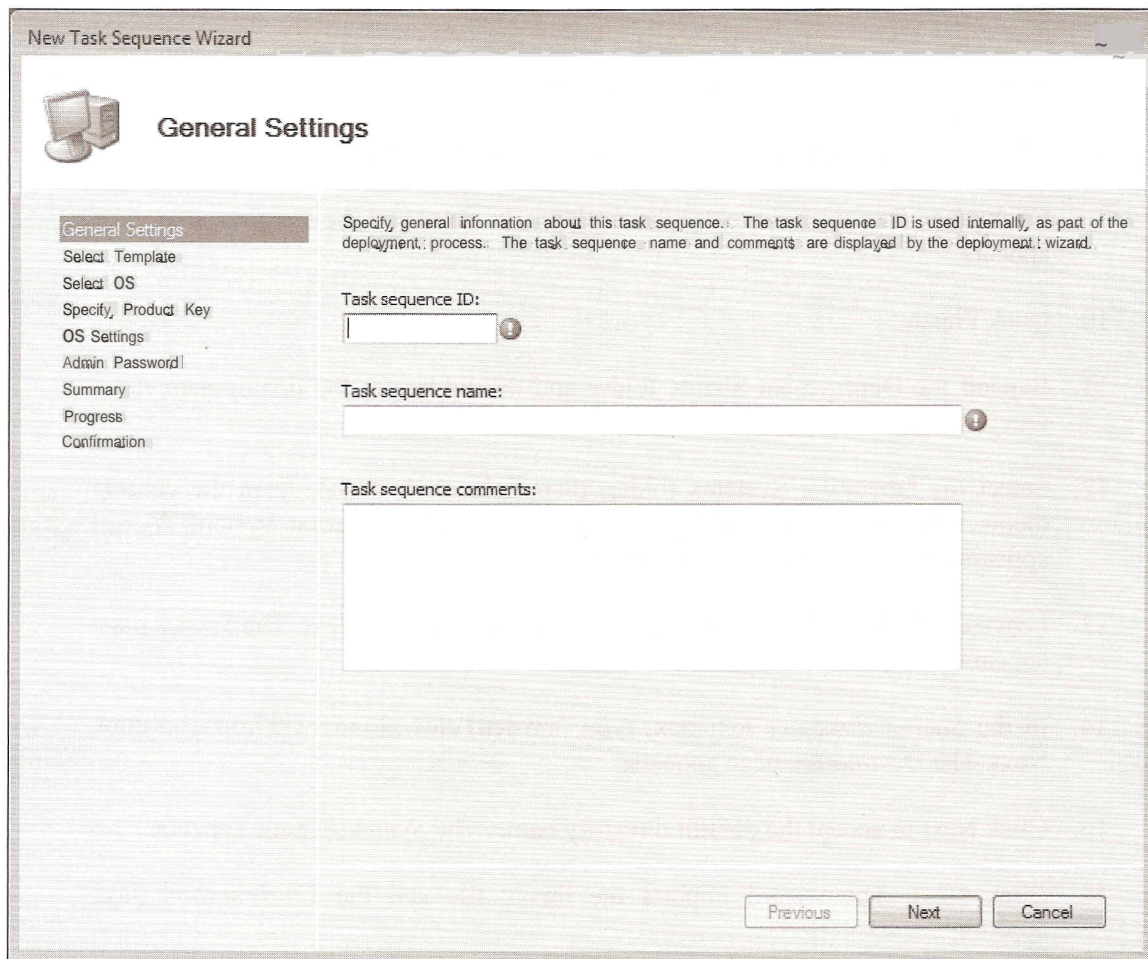 New Task Sequence Wizard
General Settings
General Settings
Select Template
Select OS
Specify, Product Key
OS Settings
Admin Password
Summary
Progress
Confirmation
Specify, general infonnation about this task sequence.: The task sequence ID is used internally, as part of the
deployment.: process. The task sequence name and comments are displayed by the deployment.: wizard.
Task sequence ID:
Task sequence name:
Task sequence comments:
Previous
Next
Cancel